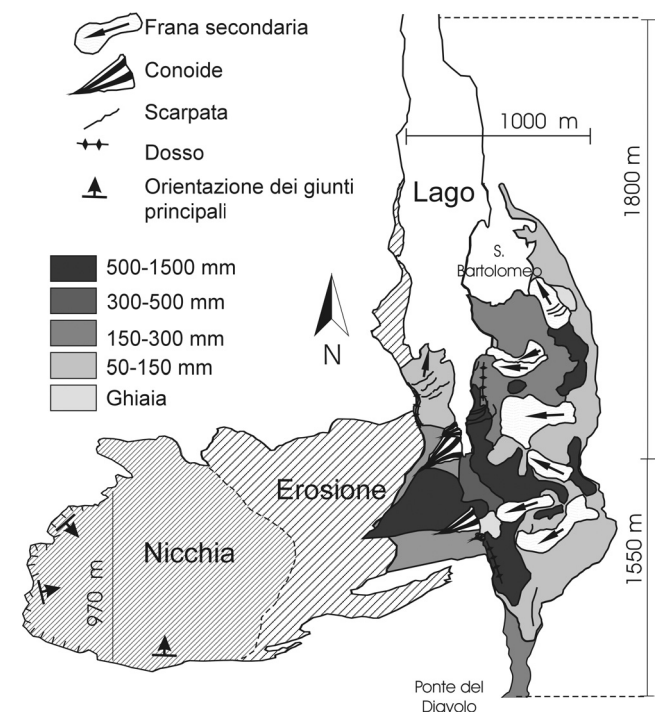 Frana secondaria
Conoide
Scarpata
Dosso
Orientazione dei giunti
principali
500-1500 mm
300-500 mm
150-300 mm
50-150 mm
Ghiaia
N
1000 m
1800 m
Lago
S.
Bartolomeo
Erosione
Nicchia
970 m
1550 m
Ponte del
Diavolo